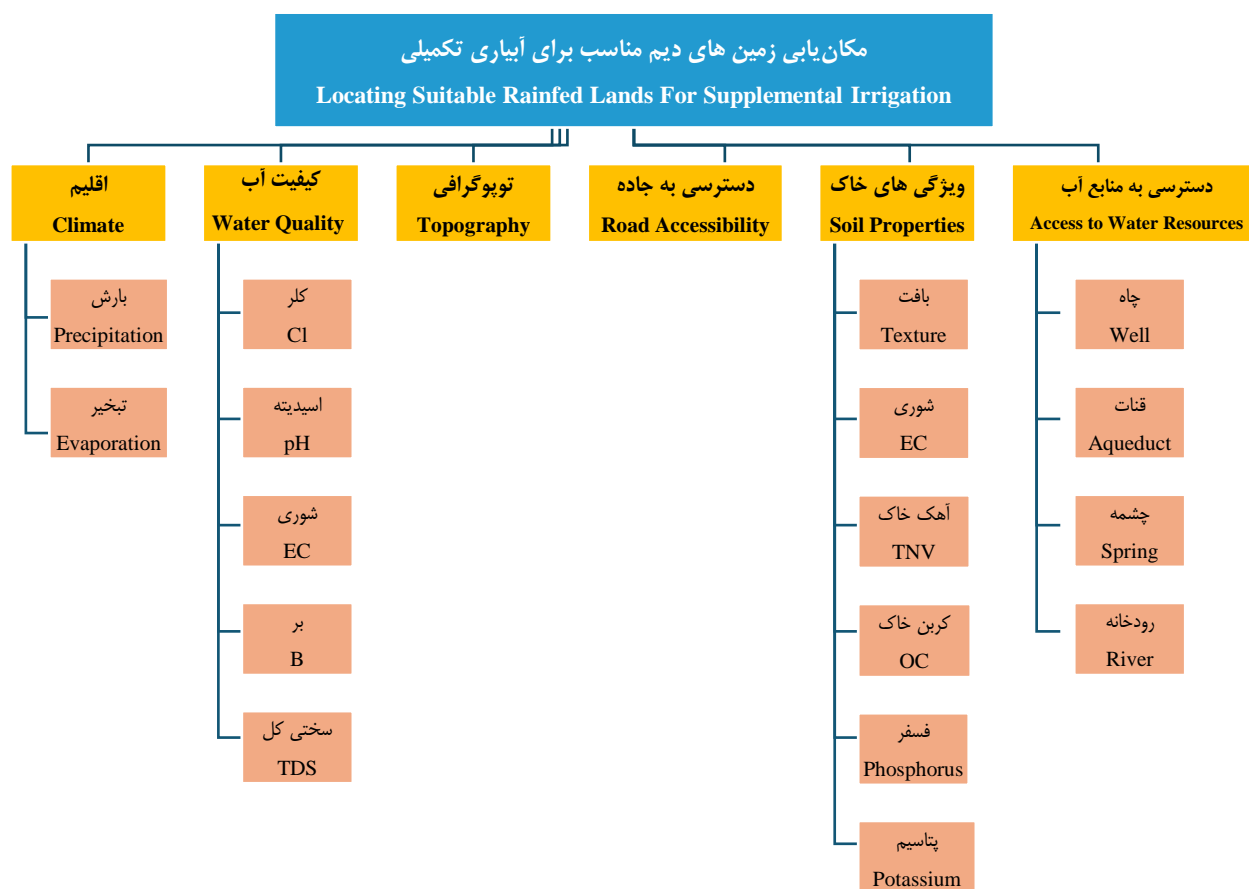 مکان‌یابی زمین های دیم مناسب برای آبیاری تکمیلی
Locating Suitable Rainfed Lands For Supplemental Irrigation
اقلیم
Climate
بارش
Precipitation
تبخیر
Evaporation
کیفیت آب
Water Quality
کلر
Cl
اسیدیته
pH
شوری
EC
بر
B
سختی کل
TDS
توپوگرافی
Topography
دسترسی به جاده
Road Accessibility
ویژگی های خاک
Soil Properties
بافت
Texture
شوری
EC
آهک خاک
TNV
کربن خاک
OC
فسفر
Phosphorus
پتاسیم
Potassium
دسترسی به منابع آب
Access to Water Resources
چاه
Well
قنات
Aqueduct
چشمه
Spring
رودخانه
River